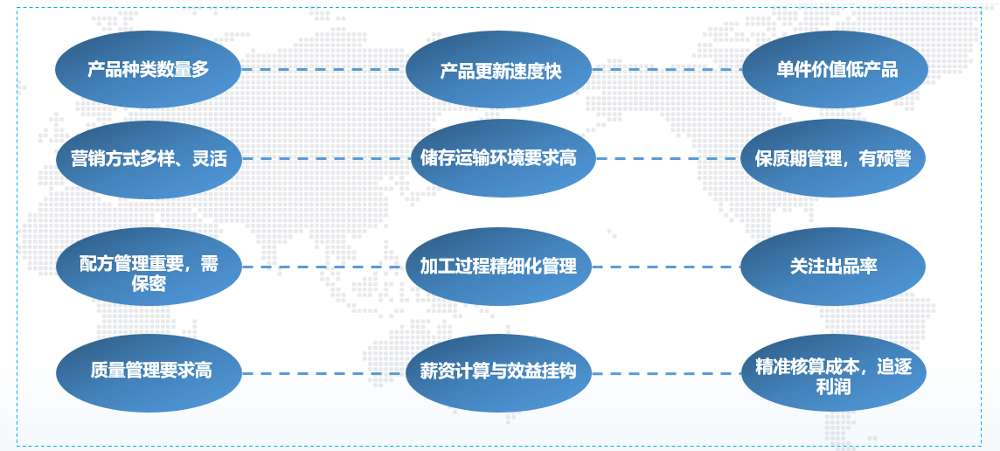 产品种类数量多
产品更新速度快
单件价值低产品
营销方式多样、灵活
储存运输环境要求高
保质期管理，有预警
配方管理重要，需
保密
加工过程精细化管理
关注出品率
质量管理要求高
薪资计算与效益挂钩
精准核算成本，追逐
利润